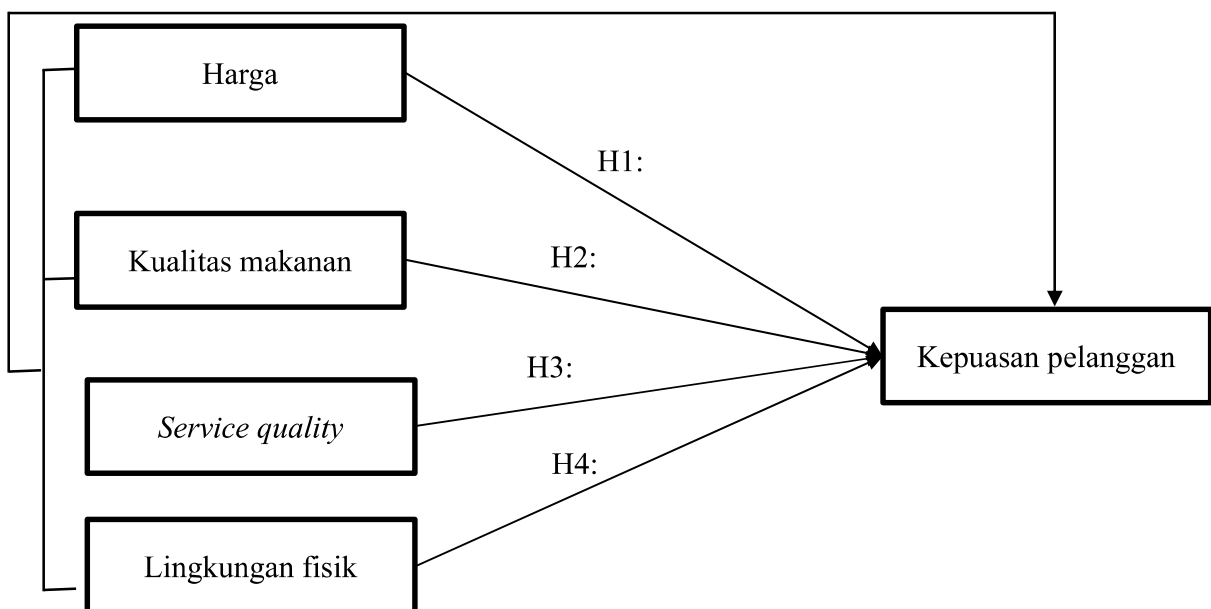 Harga
H1:
Kualitas makanan
H2:
Kepuasan pelanggan
H3:
Service quality
H4:
Lingkungan fisik